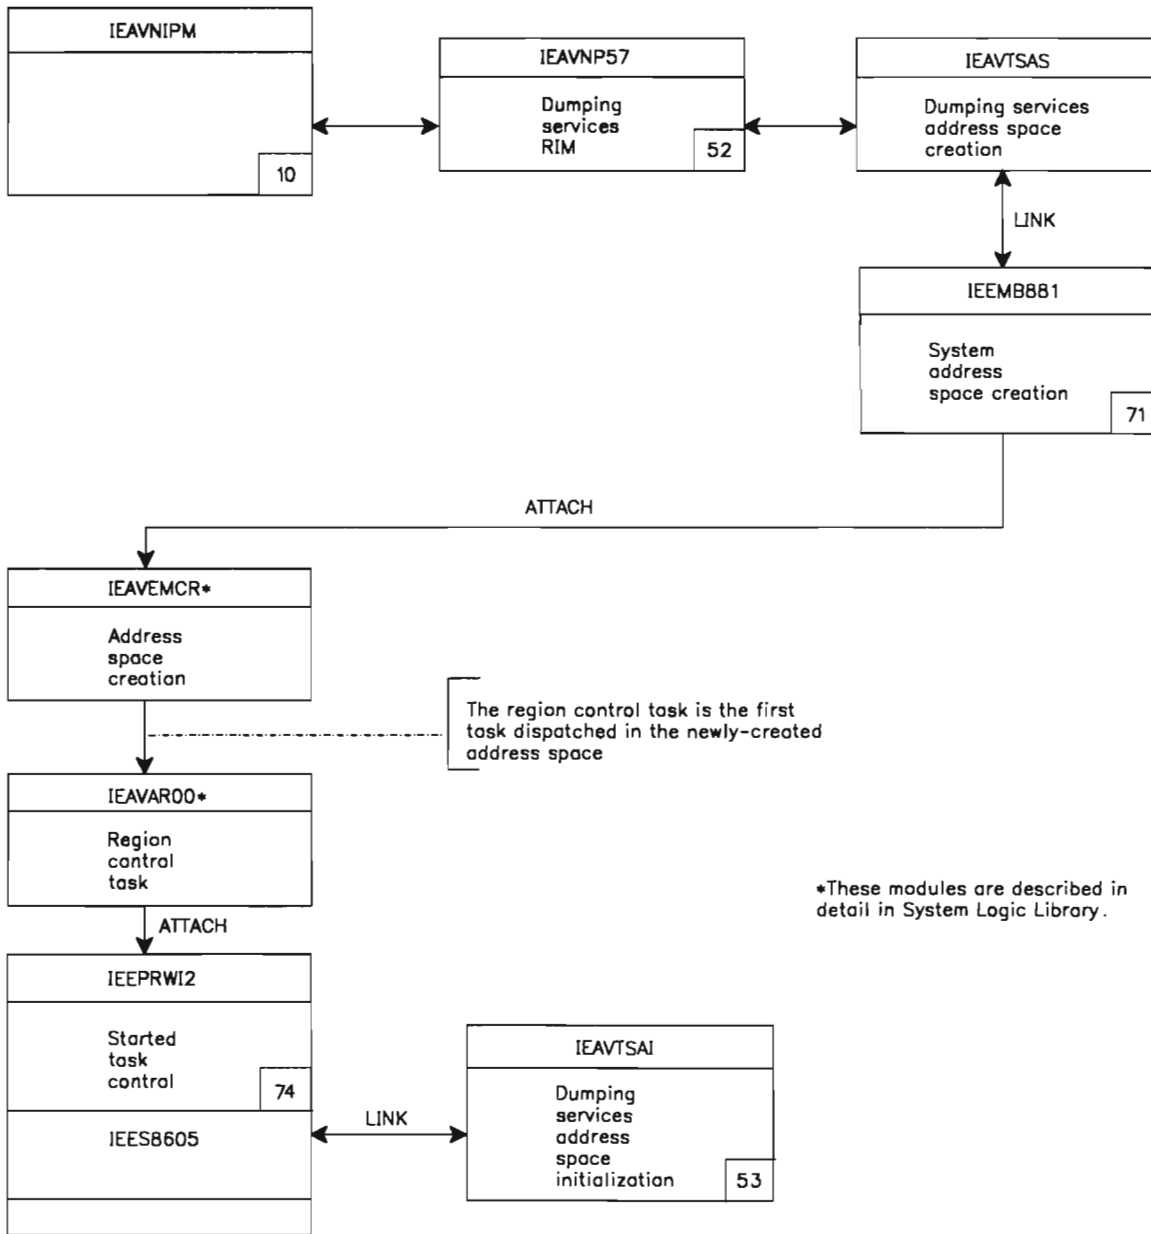 IEAVNIPM
10
IEAVNP57
Dumping
services
RIM
52
IEAVTSAS
Dumping services
address space
creation
LINK
IEEMB881
System
address
space creation
71
ATTACH
IEAVEMCR*
Address
space
creation
The region control task is the first
task dispatched in the newly-created
address space
IEAVAR00*
Region
control
task
*These modules are described in
detail in System Logic Library.
ATTACH
IEEPRWI2
Started
task
control
74
IEES8605
LINK
IEAVTSAI
Dumping
services
address
space
initialization
53